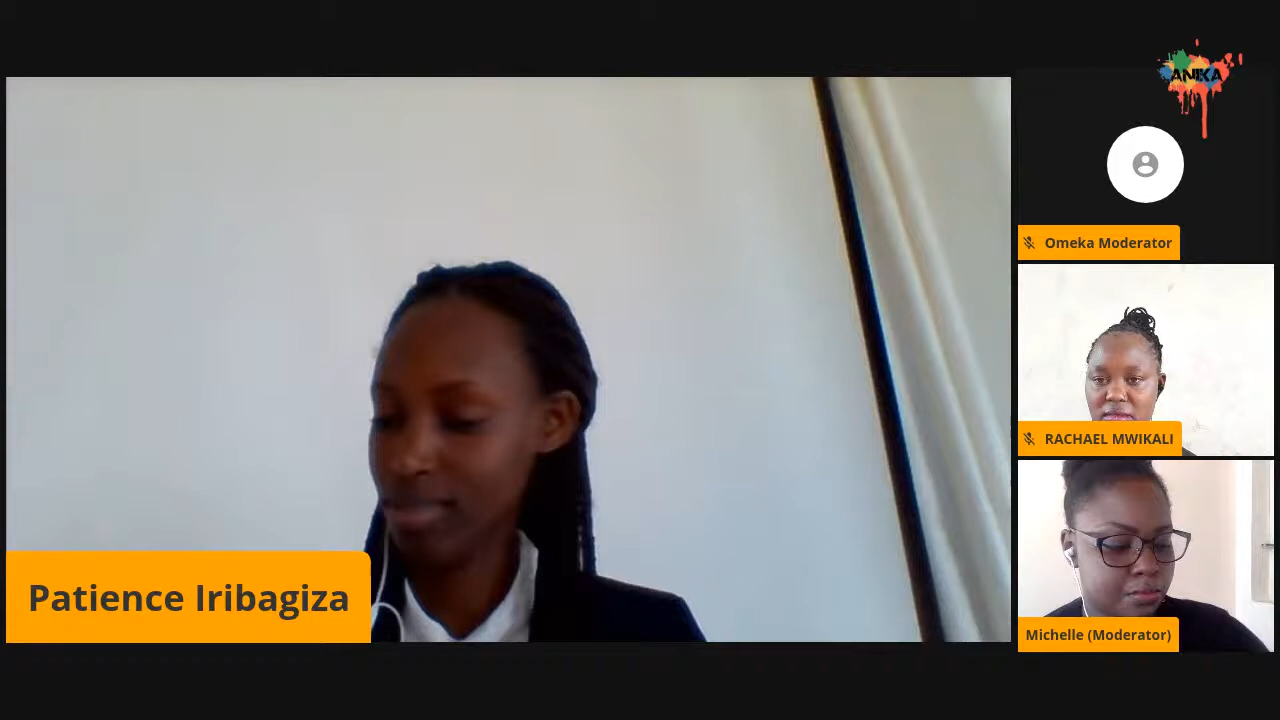 ANIKA
Omeka Moderator
RACHAEL MWIKALI
Michelle (Moderator)
Patience Iribagiza